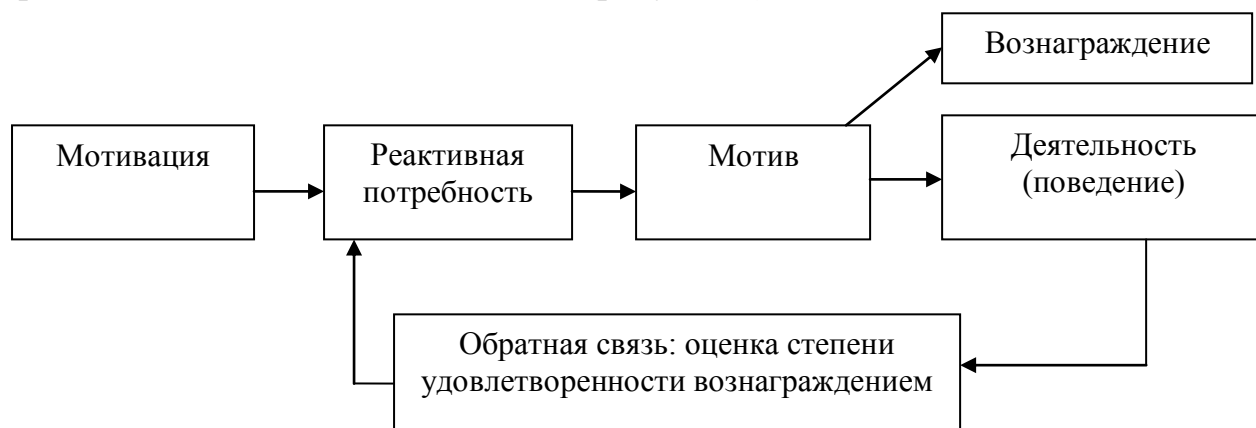 Вознаграждение
Мотивация
Реактивная
потребность
Мотив
Деятельность
(поведение)
Обратная связь: оценка степени
удовлетворенности вознаграждением